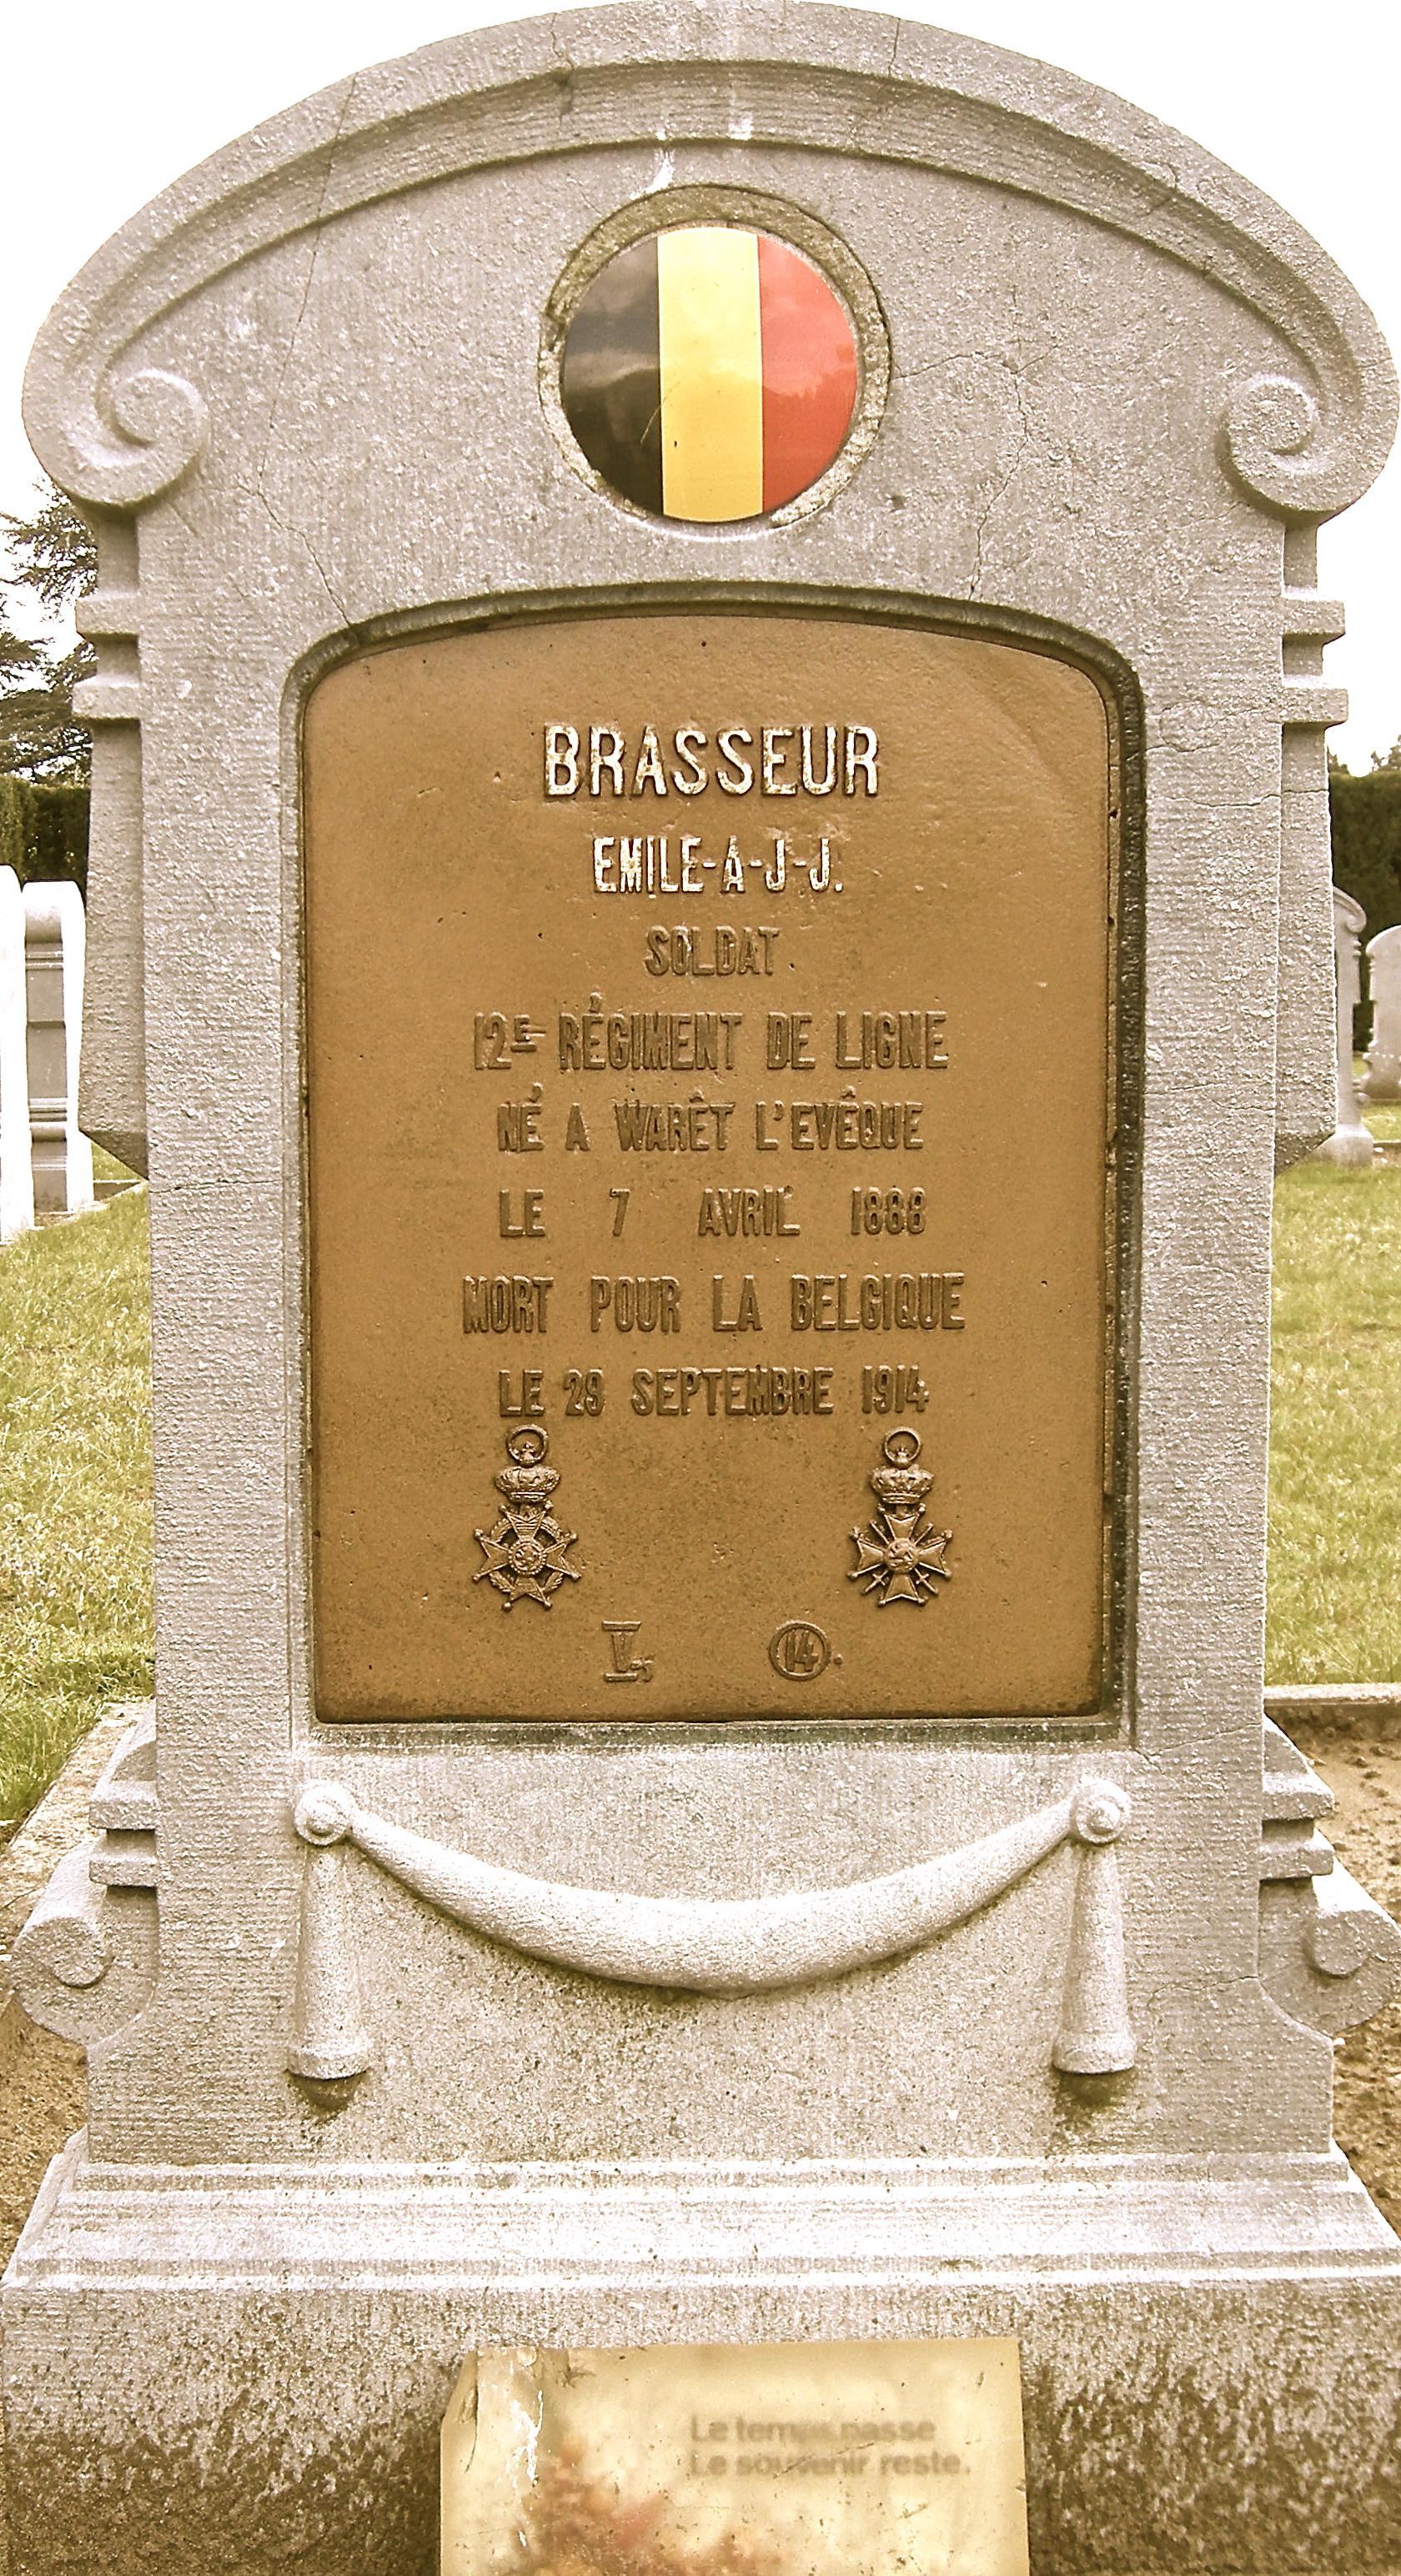 BRASSEUR
EMILE-A-J-J.
SOLDAT
12E RÉGIMENT DE LIGNE
NÉ A WARÊT L'EVÊQUE
LE 7 AVRIL 1888
MORT POUR LA BELGIQUE
LE 29 SEPTEMBRE 1914
V-5 14.
Le temps passe
Le souvenir reste.